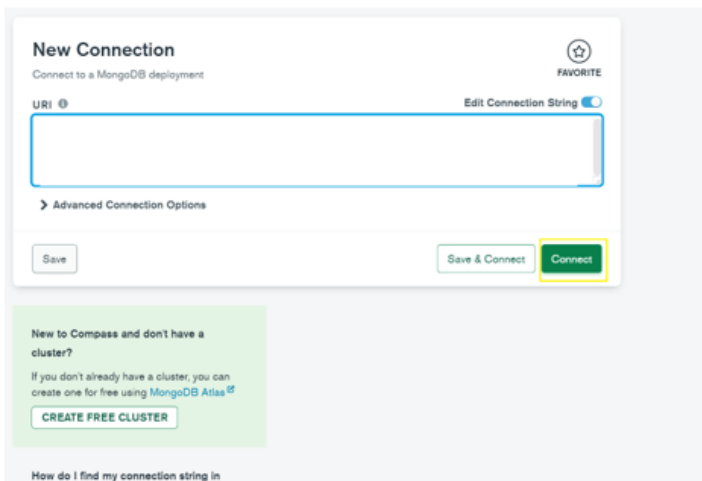 New Connection
FAVORITE
Connect to a MongoDB deployment
URI
Edit Connection String
Advanced Connection Options
Save
Save & Connect
Connect
New to Compass and don't have a
cluster?
If you don't already have a cluster, you can
create one for free using MongoDB Atlas
CREATE FREE CLUSTER
How do I find my connection string in